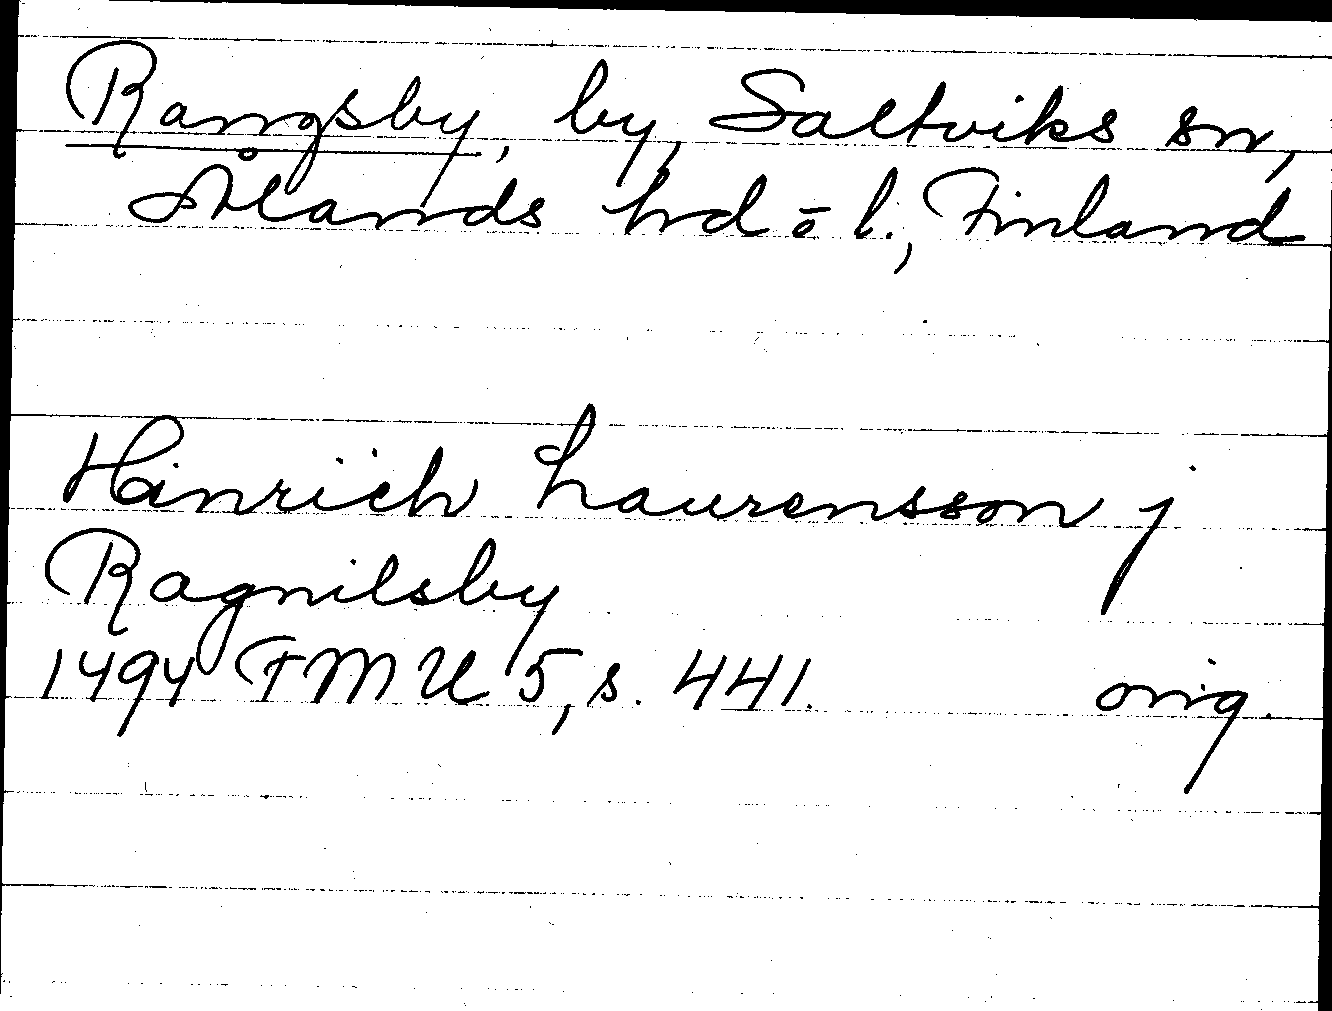 Rangsby, by, Saltviks sn,
Ålands hd o l., Finland
Hinrich Laurensson j
Ragnilsby
1494 FMU 5, s. 441. orig.